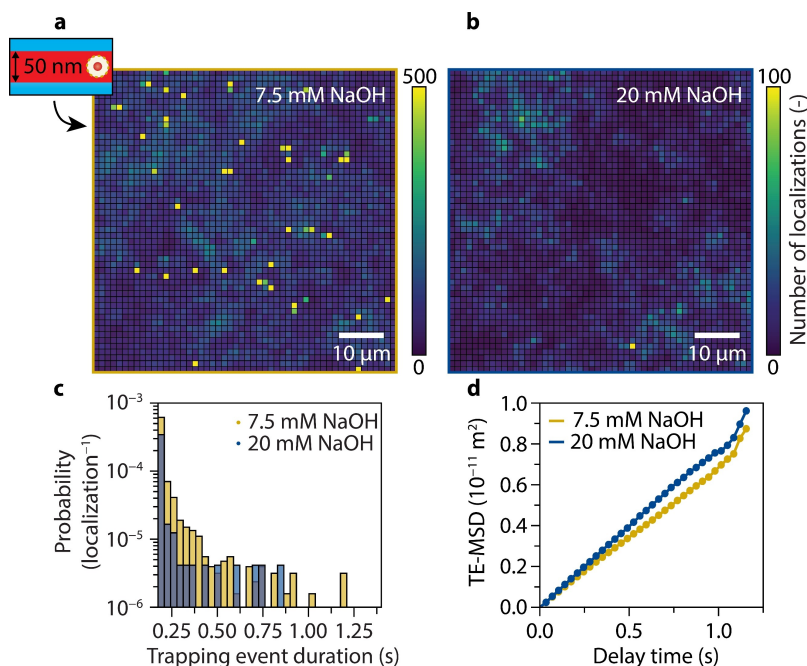 a
50 nm
7.5 mM NaOH
10 µm
500
0
b
20 mM NaOH
10 µm
100
0
Number of localizations (-)
c
Probability
(localization⁻¹)
10⁻³
10⁻⁴
10⁻⁵
10⁻⁶
7.5 mM NaOH
20 mM NaOH
0.25 0.50 0.75 1.00 1.25
Trapping event duration (s)
d
TE-MSD (10⁻¹¹ m²)
1.0
0.8
0.6
0.4
0.2
0.0
7.5 mM NaOH
20 mM NaOH
0.0 0.5 1.0
Delay time (s)